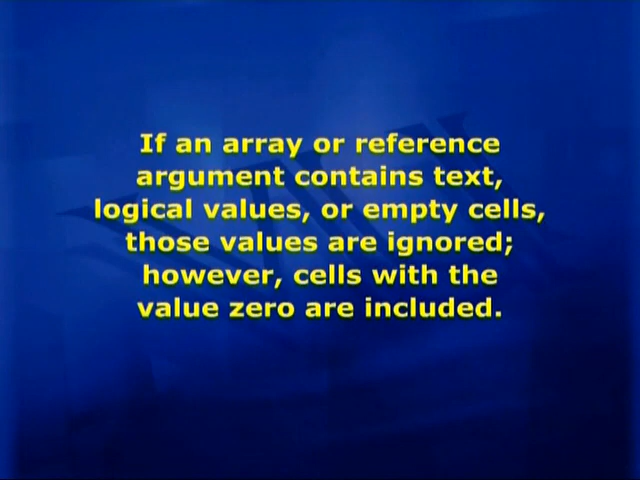 If an array or reference
argument contains text,
logical values, or empty cells,
those values are ignored;
however, cells with the
value zero are included.